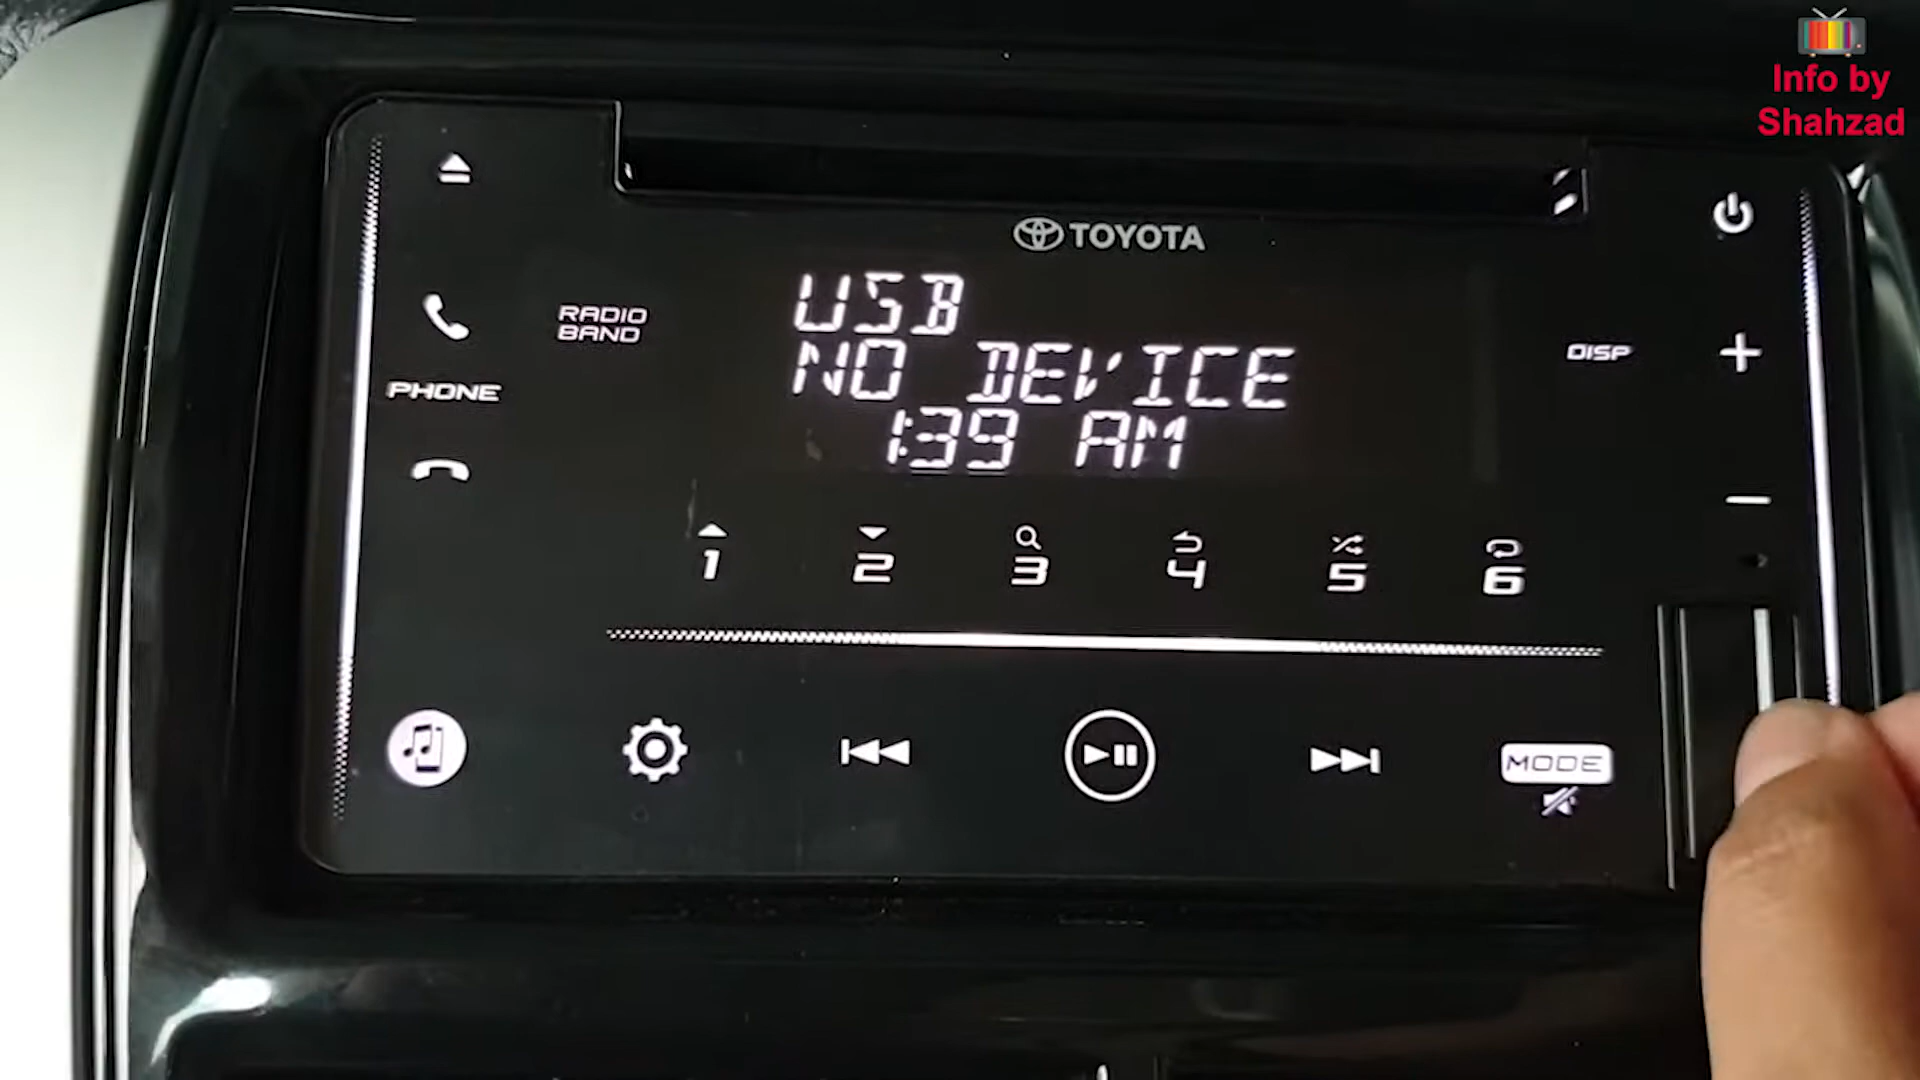 Info by
Shahzad
TOYOTA
USB
NO DEVICE
1:39 AM
RADIO
BAND
DISP
PHONE
1 2 3 4 5 6
MODE